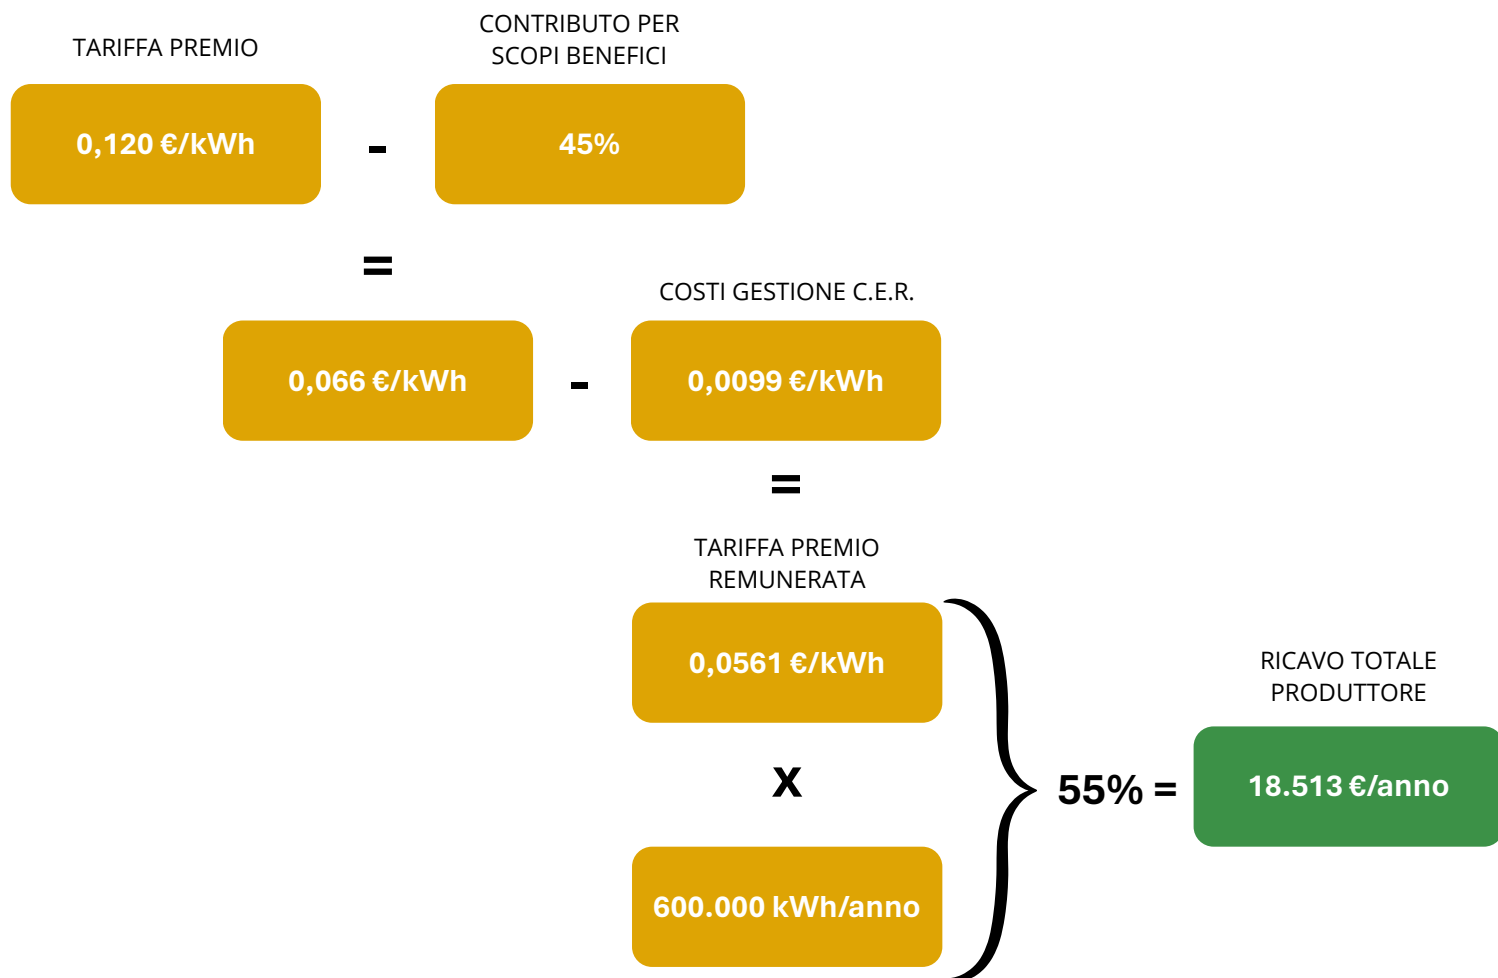 TARIFFA PREMIO
CONTRIBUTO PER
SCOPI BENEFICI
0,120 €/kWh
-
45%
=
COSTI GESTIONE C.E.R.
0,066 €/kWh
-
0,0099 €/kWh
=
TARIFFA PREMIO
REMUNERATA
0,0561 €/kWh
x
600.000 kWh/anno
55% =
RICAVO TOTALE
PRODUTTORE
18.513 €/anno